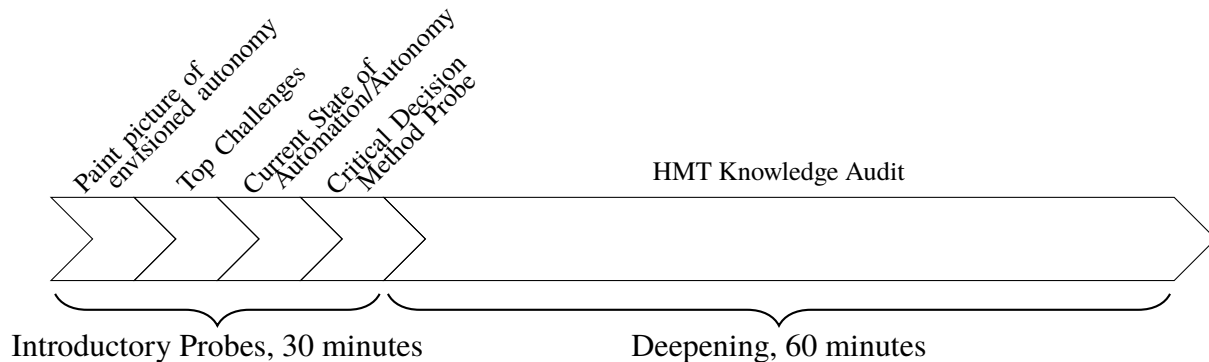 Paint picture of
envisioned autonomy
Top Challenges
Current State of
Automation/Autonomy
Critical Decision
Method Probe
HMT Knowledge Audit
Introductory Probes, 30 minutes
Deepening, 60 minutes